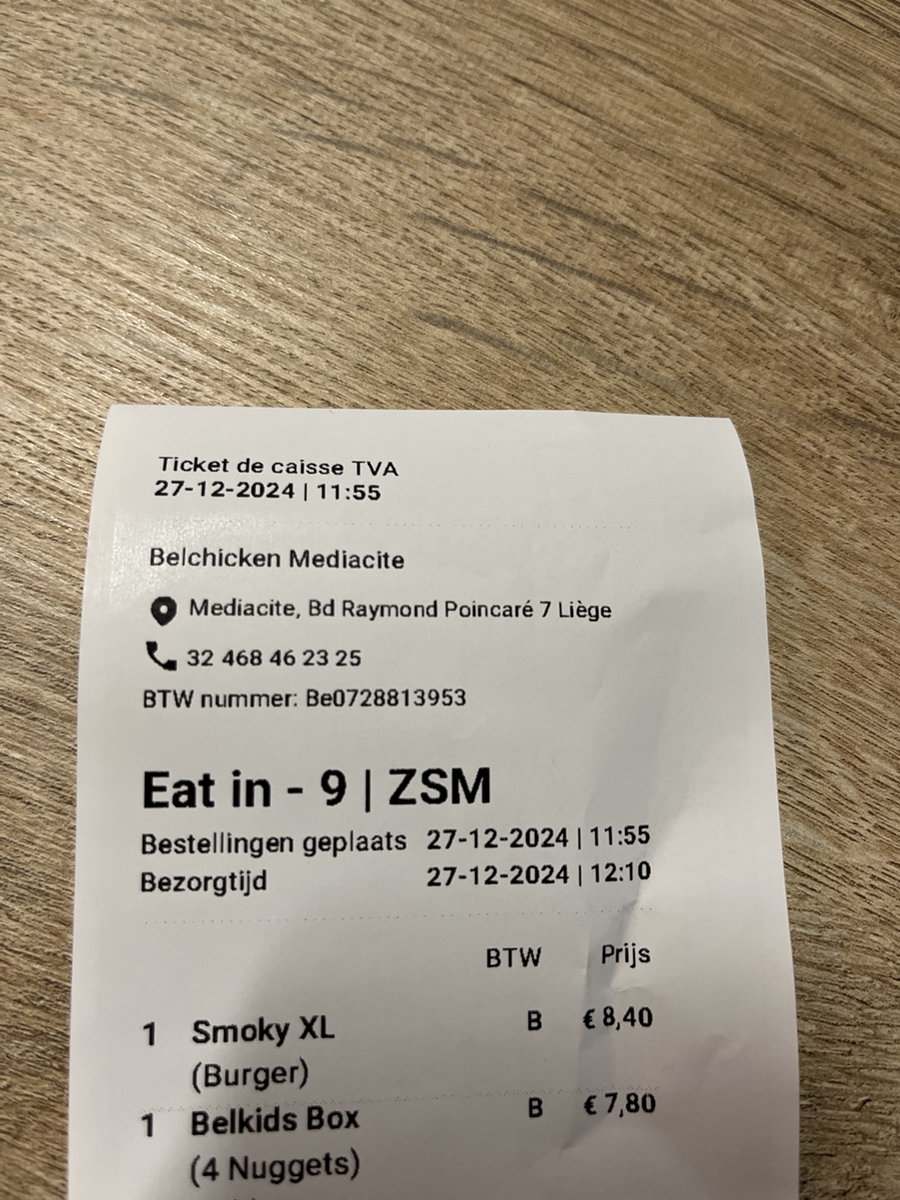 Ticket de caisse TVA
27-12-2024 | 11:55
Belchicken Mediacite
Mediacite, Bd Raymond Poincaré 7 Liège
32 468 46 23 25
BTW nummer: Be0728813953
Eat in - 9 | ZSM
Bestellingen geplaats 27-12-2024 | 11:55
Bezorgtijd 27-12-2024 | 12:10
BTW Prijs
1 Smoky XL B € 8,40
(Burger)
1 Belkids Box B € 7,80
(4 Nuggets)